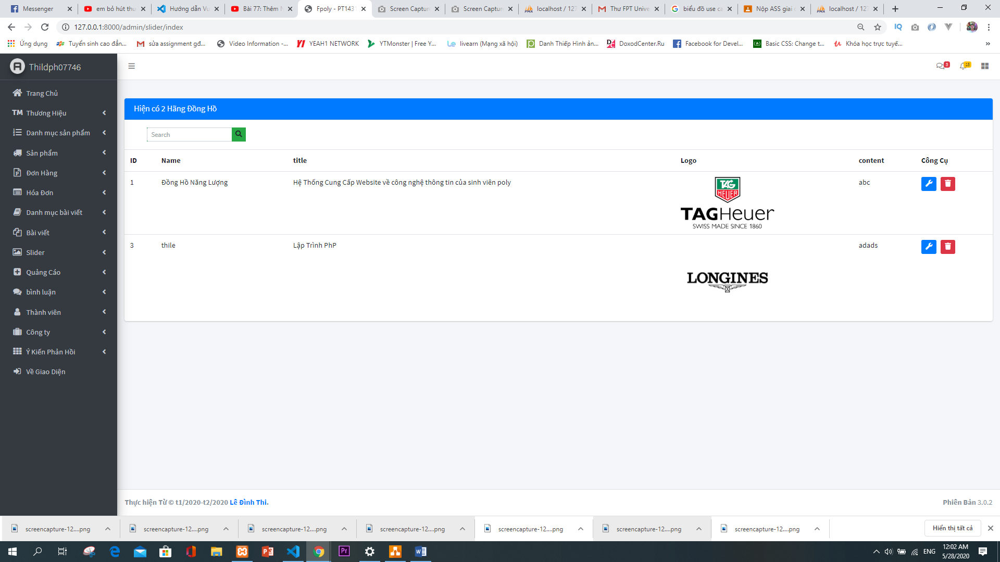 Messenger
em bỏ hút thu
Hướng dẫn Vu
Bài 77: Thêm
Fpoly - PT143
Screen Captur
Screen Captur
localhost / 127
Thư FPT Unive
biểu đồ use ca
Nộp ASS giai
localhost / 127
127.0.0.1:8000/admin/slider/index
Ứng dụng
Tuyển sinh cao đẳn...
sửa assignment gđ...
Video Information -...
YEAH1 NETWORK
YTMonster | Free Y...
livearn (Mạng xã hội)
Danh Thiếp Hình ản...
DoxodCenter.Ru
Facebook for Devel...
Basic CSS: Change t...
Khóa học trực tuyế...
Thildph07746
3
15
Trang Chủ
TM Thương Hiệu
Danh mục sản phẩm
Sản phẩm
Đơn Hàng
Hóa Đơn
Danh mục bài viết
Bài viết
Slider
Quảng Cáo
bình luận
Thành viên
Công ty
Ý Kiến Phản Hồi
Về Giao Diện
Hiện có 2 Hãng Đồng Hồ
Search
ID Name title Logo content Công Cụ
1 Đồng Hồ Năng Lượng Hệ Thống Cung Cấp Website về công nghệ thông tin của sinh viên poly abc
TAG
HEUER
TAGHeuer
SWISS MADE SINCE 1860
3 thile Lập Trình PhP adads
LONGINES
Thực hiện Từ © t1/2020-t2/2020 Lê Đình Thi.
Phiên Bản 3.0.2
screencapture-12....png
screencapture-12....png
screencapture-12....png
screencapture-12....png
screencapture-12....png
screencapture-12....png
screencapture-12....png
Hiển thị tất cả
ENG
12:02 AM
5/28/2020